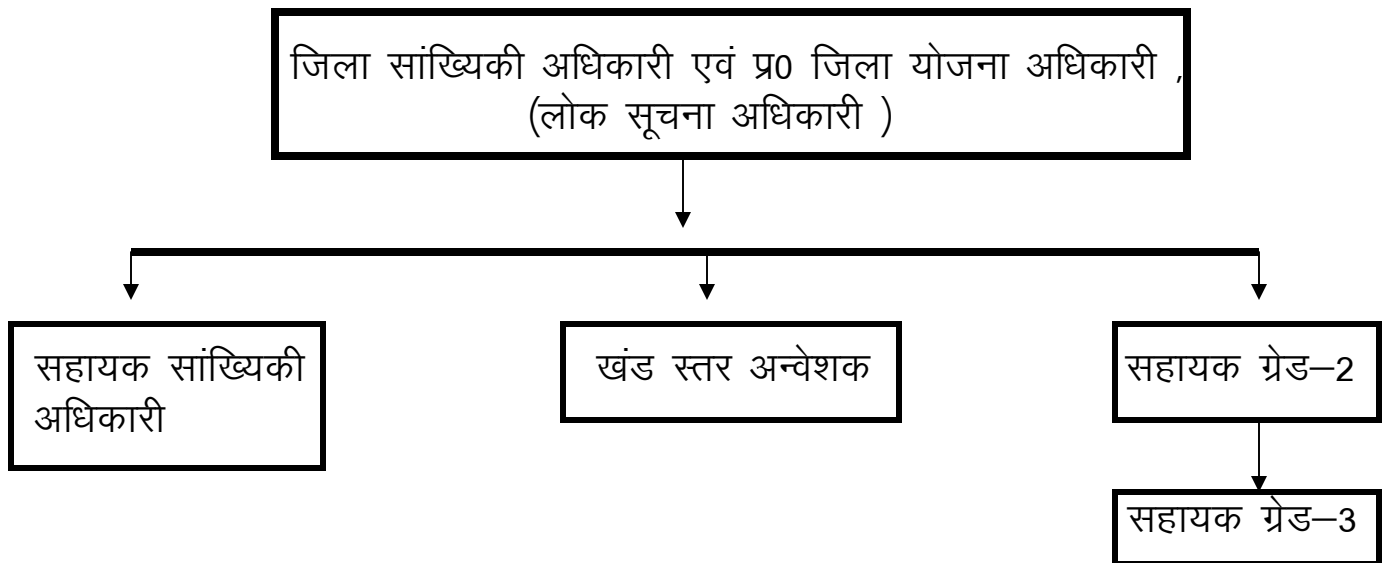 जिला सांख्यिकी अधिकारी एवं प्र0 जिला योजना अधिकारी ,
(लोक सूचना अधिकारी )
सहायक सांख्यिकी
अधिकारी
खंड स्तर अन्वेशक
सहायक ग्रेड–2
सहायक ग्रेड–3